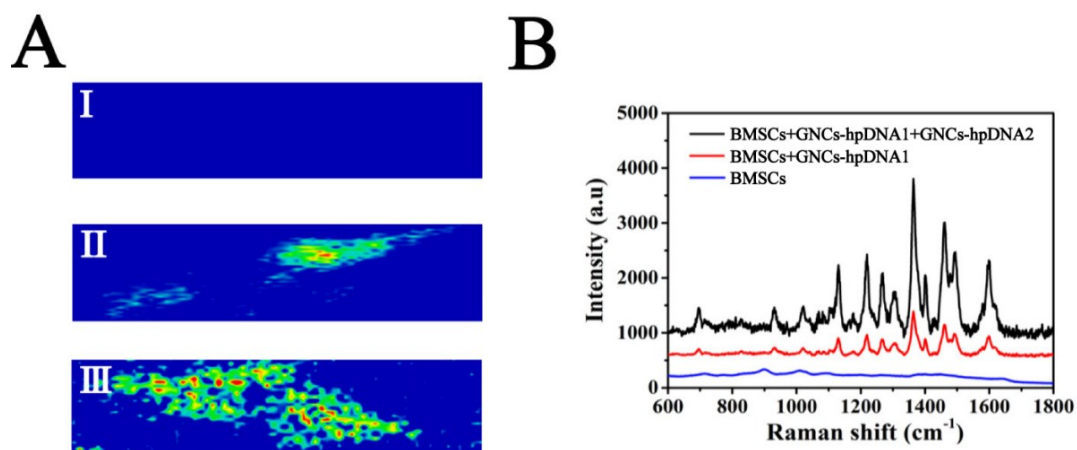 A
B
I
II
III
5000
4000
3000
2000
1000
0
Intensity (a.u)
BMSCs+GNCs-hpDNA1+GNCs-hpDNA2
BMSCs+GNCs-hpDNA1
BMSCs
600 800 1000 1200 1400 1600 1800
Raman shift (cm⁻¹)